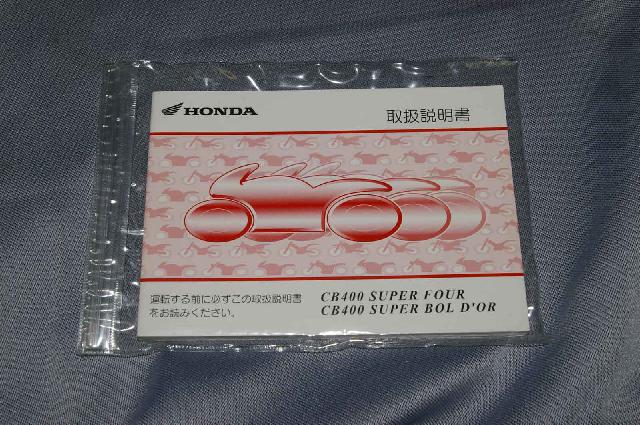 HONDA
取扱説明書
運転する前に必ずこの取扱説明書
をお読みください。
CB400 SUPER FOUR
CB400 SUPER BOL D'OR